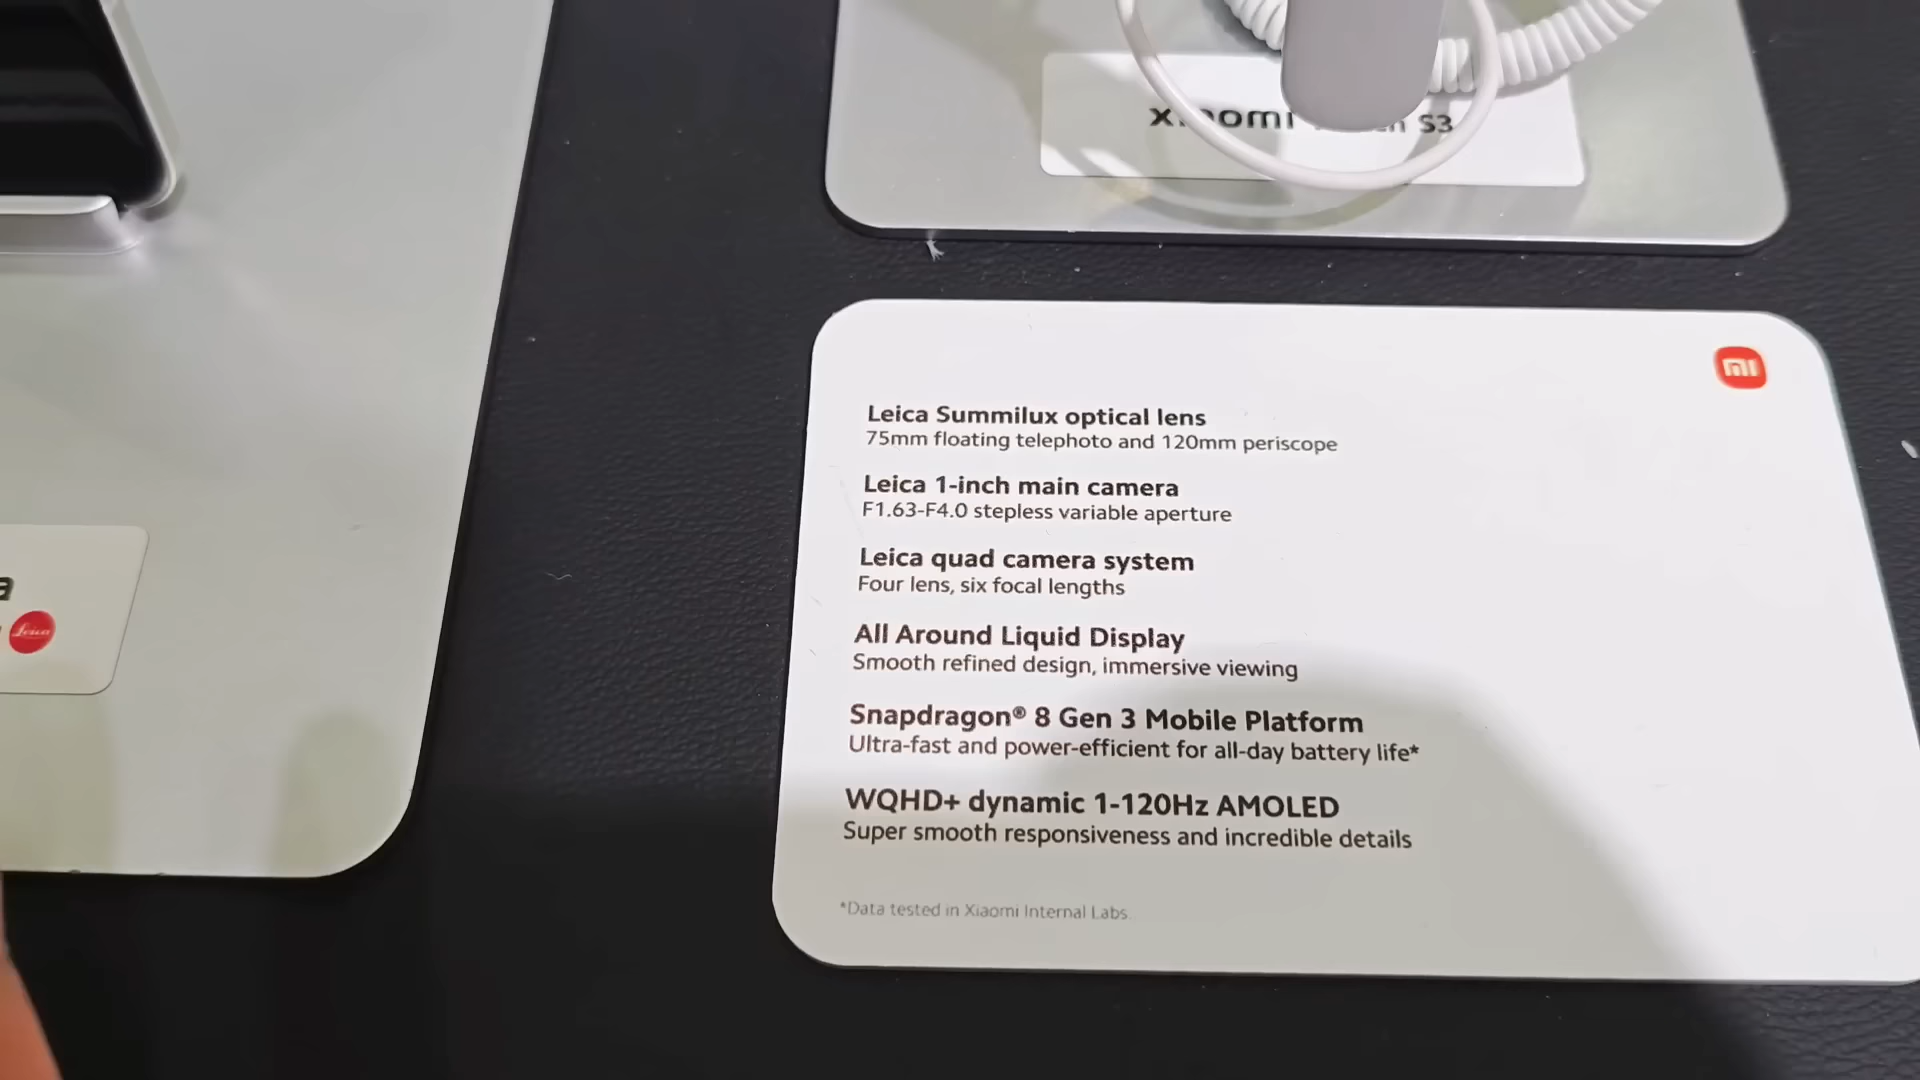 S3
mi
Leica Summilux optical lens
75mm floating telephoto and 120mm periscope
Leica 1-inch main camera
F1.63-F4.0 stepless variable aperture
Leica quad camera system
Four lens, six focal lengths
All Around Liquid Display
Smooth refined design, immersive viewing
Snapdragon® 8 Gen 3 Mobile Platform
Ultra-fast and power-efficient for all-day battery life*
WQHD+ dynamic 1-120Hz AMOLED
Super smooth responsiveness and incredible details
*Data tested in Xiaomi Internal Labs.
a
Leica